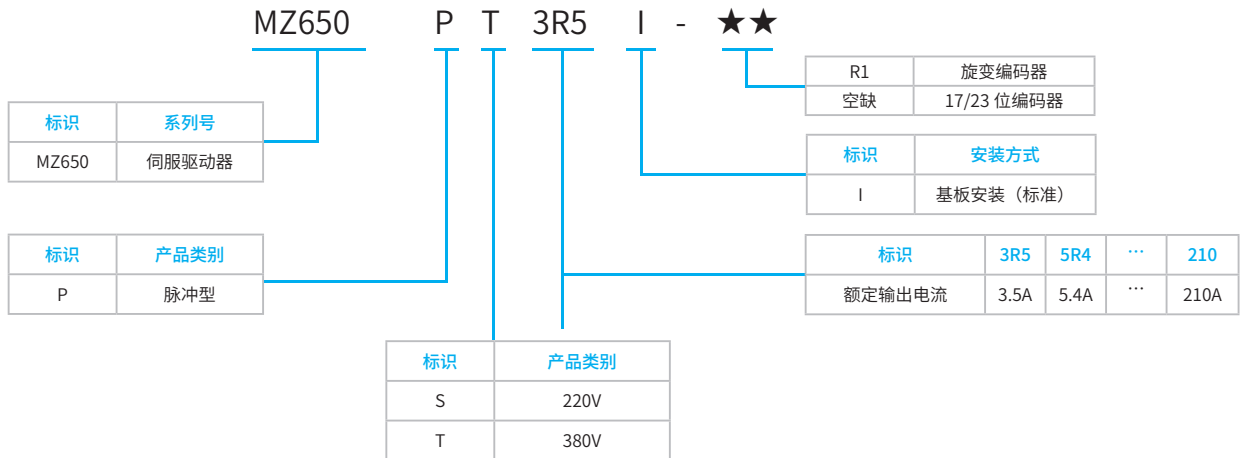 MZ650 P T 3R5 I - ★★
R1 旋变编码器
空缺 17/23 位编码器
标识 系列号
MZ650 伺服驱动器
标识 安装方式
I 基板安装（标准）
标识 产品类别
P 脉冲型
标识 3R5 5R4 … 210
额定输出电流 3.5A 5.4A … 210A
标识 产品类别
S 220V
T 380V